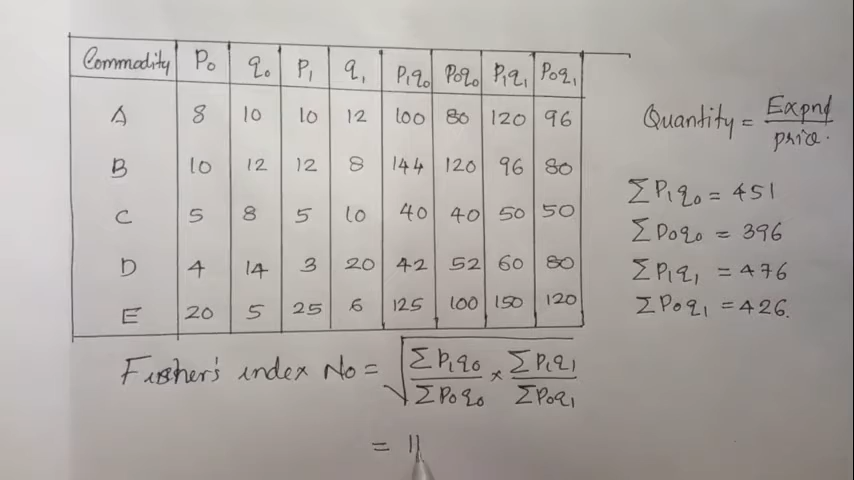 Commodity P₀ q₀ P₁ q₁ P₁q₀ P₀q₀ P₁q₁ P₀q₁
A 8 10 10 12 100 80 120 96
B 10 12 12 8 144 120 96 80
C 5 8 5 10 40 40 50 50
D 4 14 3 20 42 52 60 80
E 20 5 25 6 125 100 150 120
Quantity = Expnd / price.
ΣP₁q₀ = 451
ΣP₀q₀ = 396
ΣP₁q₁ = 476
ΣP₀q₁ = 426.
Fisher's index No = √(ΣP₁q₀ / ΣP₀q₀ × ΣP₁q₁ / ΣP₀q₁)
= 11